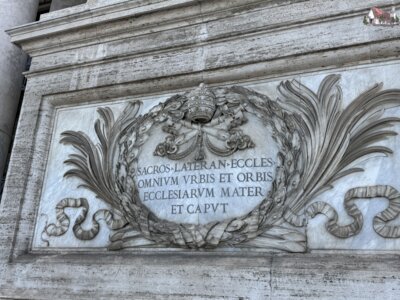 SACROS·LATERAN·ECCLES
OMNIVM VRBIS ET ORBIS
ECCLESIARVM MATER
ET CAPVT